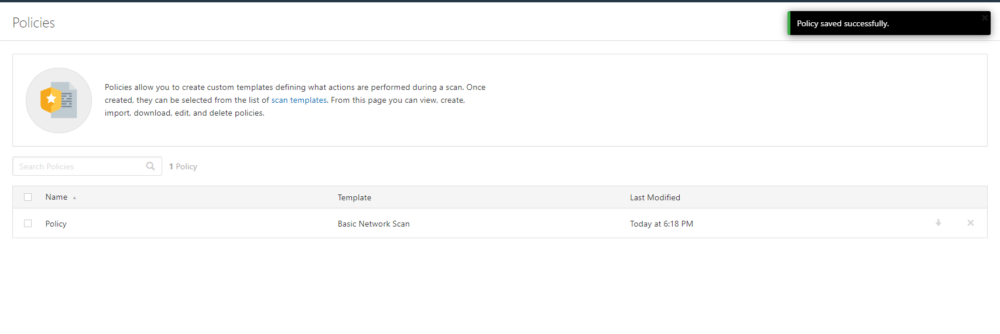 Policies
Policy saved successfully.
Policies allow you to create custom templates defining what actions are performed during a scan. Once
created, they can be selected from the list of scan templates. From this page you can view, create,
import, download, edit, and delete policies.
Search Policies
1 Policy
Name
Template
Last Modified
Policy
Basic Network Scan
Today at 6:18 PM